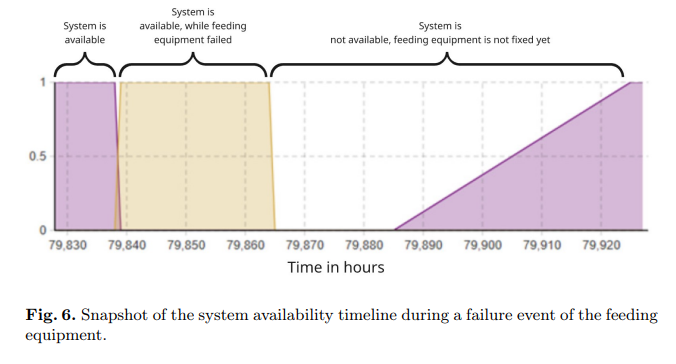 System is
available
System is
available, while feeding
equipment failed
System is
not available, feeding equipment is not fixed yet
1
0.5
0
79,830 79,840 79,850 79,860 79,870 79,880 79,890 79,900 79,910 79,920
Time in hours
Fig. 6. Snapshot of the system availability timeline during a failure event of the feeding
equipment.